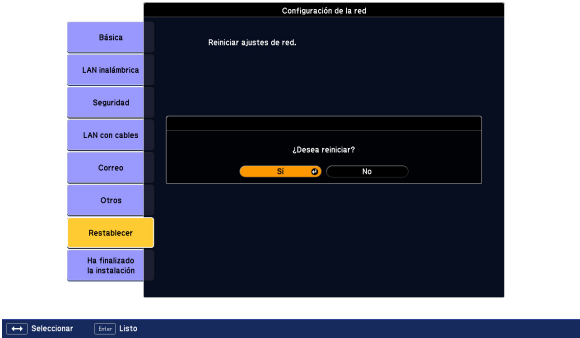 Configuración de la red
Básica
Reiniciar ajustes de red.
LAN inalámbrica
Seguridad
LAN con cables
¿Desea reiniciar?
Correo
Sí
No
Otros
Restablecer
Ha finalizado
la instalación
Seleccionar
Enter Listo